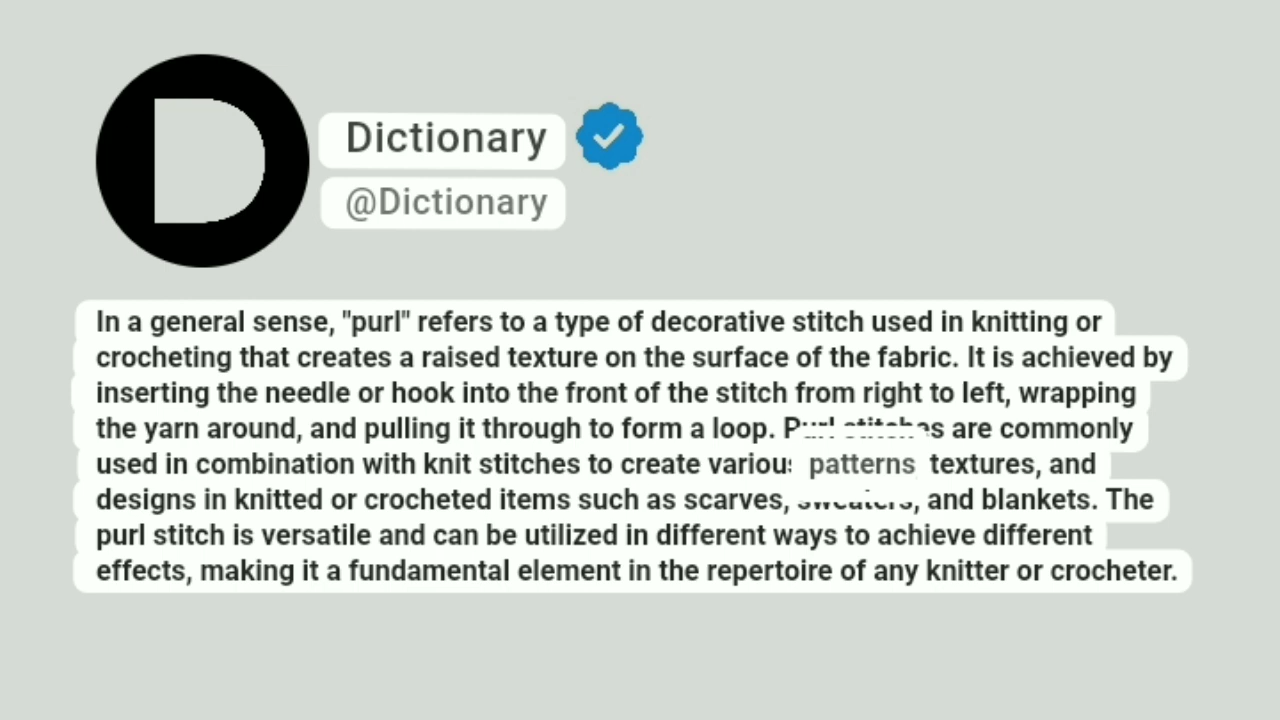 D
Dictionary
@Dictionary
In a general sense, "purl" refers to a type of decorative stitch used in knitting or
crocheting that creates a raised texture on the surface of the fabric. It is achieved by
inserting the needle or hook into the front of the stitch from right to left, wrapping
the yarn around, and pulling it through to form a loop. Purl stitches are commonly
used in combination with knit stitches to create various patterns textures, and
designs in knitted or crocheted items such as scarves, sweaters, and blankets. The
purl stitch is versatile and can be utilized in different ways to achieve different
effects, making it a fundamental element in the repertoire of any knitter or crocheter.